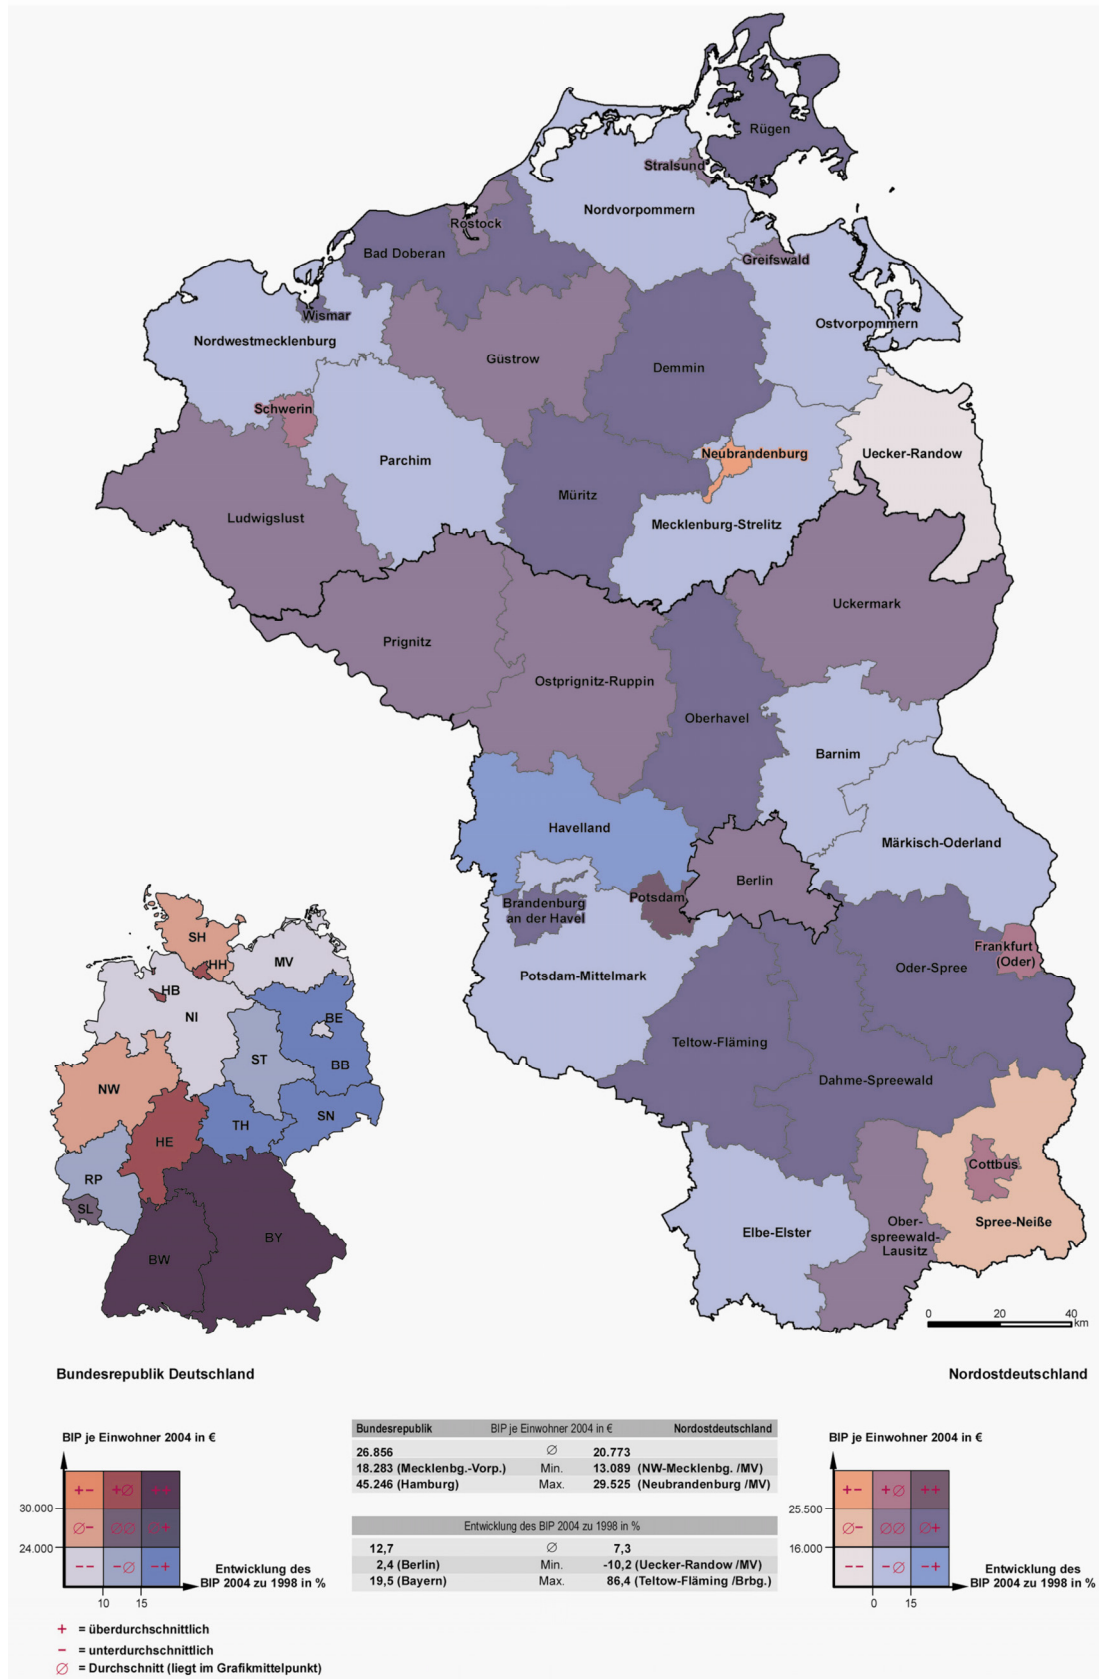 Rügen
Stralsund
Nordvorpommern
Rostock
Bad Doberan
Greifswald
Wismar
Ostvorpommern
Nordwestmecklenburg
Güstrow
Demmin
Schwerin
Neubrandenburg
Uecker-Randow
Parchim
Müritz
Ludwigslust
Mecklenburg-Strelitz
Uckermark
Prignitz
Ostprignitz-Ruppin
Oberhavel
Barnim
Havelland
Märkisch-Oderland
Berlin
Potsdam
Brandenburg
an der Havel
Frankfurt
(Oder)
Oder-Spree
Potsdam-Mittelmark
Teltow-Fläming
Dahme-Spreewald
Cottbus
Spree-Neiße
Elbe-Elster
Ober-
spreewald-
Lausitz
SH
HH
MV
HB
NI
BE
ST
BB
NW
SN
TH
HE
RP
SL
BY
BW
0 20 40
km
Bundesrepublik Deutschland
Nordostdeutschland
BIP je Einwohner 2004 in €
+- +∅ ++
30.000
∅- ∅∅ ∅+
24.000
-- -∅ -+
10 15
Entwicklung des
BIP 2004 zu 1998 in %
+ = überdurchschnittlich
- = unterdurchschnittlich
∅ = Durchschnitt (liegt im Grafikmittelpunkt)
Bundesrepublik BIP je Einwohner 2004 in € Nordostdeutschland
26.856 ∅ 20.773
18.283 (Mecklenbg.-Vorp.) Min. 13.089 (NW-Mecklenbg. /MV)
45.246 (Hamburg) Max. 29.525 (Neubrandenburg /MV)
Entwicklung des BIP 2004 zu 1998 in %
12,7 ∅ 7,3
2,4 (Berlin) Min. -10,2 (Uecker-Randow /MV)
19,5 (Bayern) Max. 86,4 (Teltow-Fläming /Brbg.)
BIP je Einwohner 2004 in €
+- +∅ ++
25.500
∅- ∅∅ ∅+
16.000
-- -∅ -+
0 15
Entwicklung des
BIP 2004 zu 1998 in %